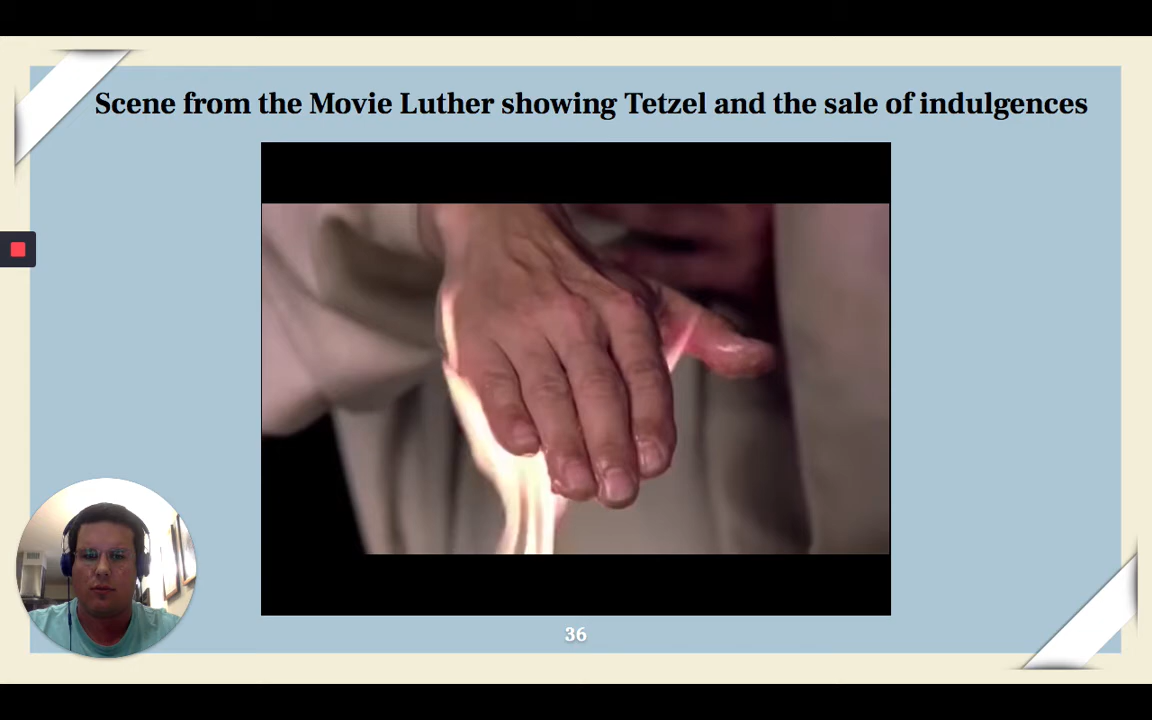 Scene from the Movie Luther showing Tetzel and the sale of indulgences
36